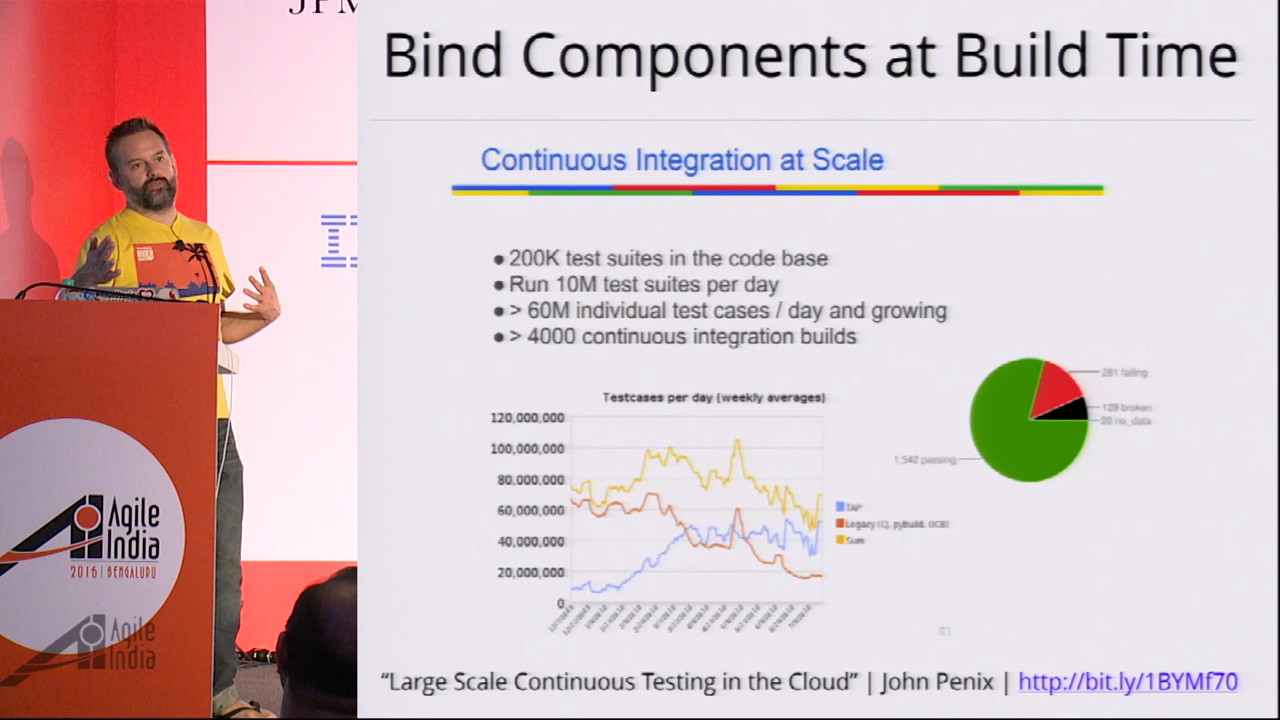 JPM
Bind Components at Build Time
Continuous Integration at Scale
• 200K test suites in the code base
• Run 10M test suites per day
• > 60M individual test cases / day and growing
• > 4000 continuous integration builds
Testcases per day (weekly averages)
120,000,000
100,000,000
80,000,000
60,000,000
40,000,000
20,000,000
0
TAP
Legacy (CJ, pybuild, OCB)
Sum
281 failing
129 broken
20 no_data
1,542 passing
"Large Scale Continuous Testing in the Cloud" | John Penix | http://bit.ly/1BYMf70
Agile
India
2016 | BENGALURU
Agile
India